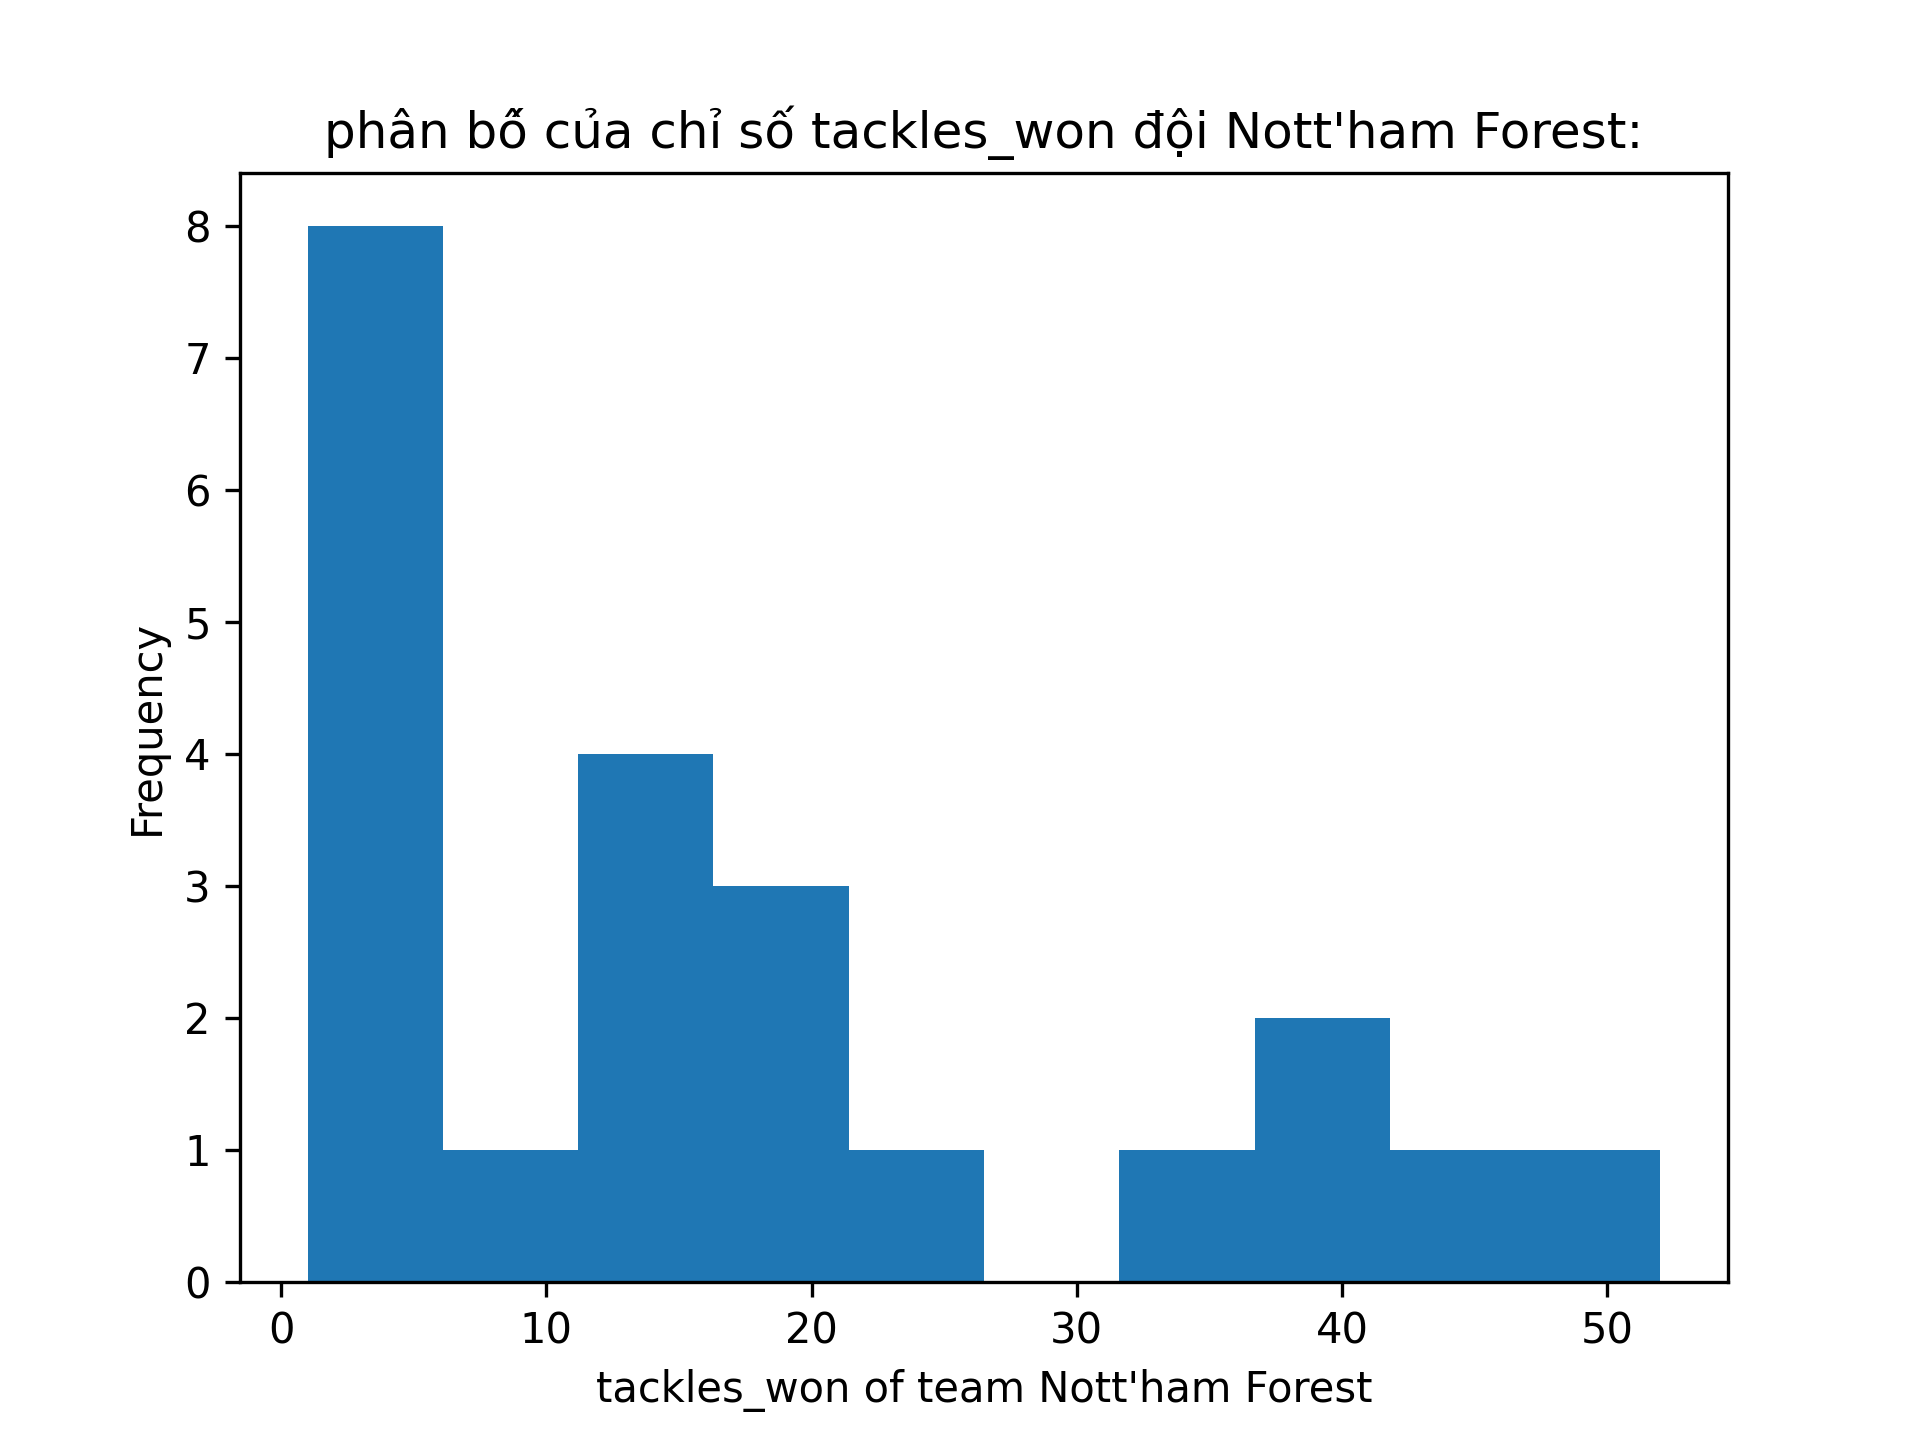 phân bố của chỉ số tackles_won đội Nott'ham Forest:
8
7
6
5
4
3
2
1
0
Frequency
0 10 20 30 40 50
tackles_won of team Nott'ham Forest